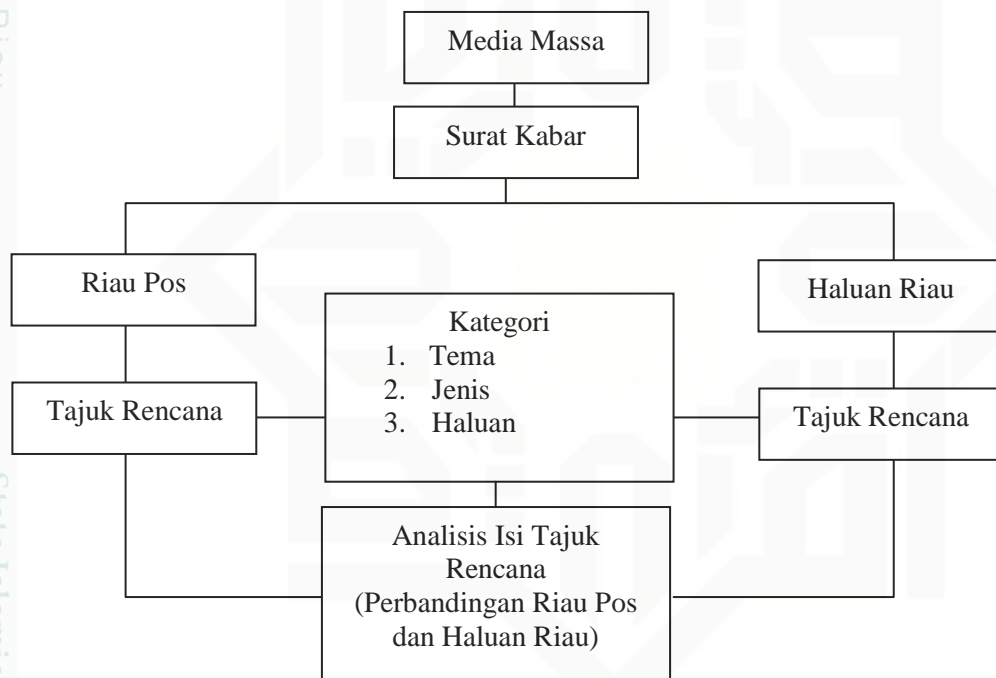 Media Massa
Surat Kabar
Riau Pos
Haluan Riau
Kategori
1. Tema
2. Jenis
3. Haluan
Tajuk Rencana
Tajuk Rencana
Analisis Isi Tajuk
Rencana
(Perbandingan Riau Pos
dan Haluan Riau)